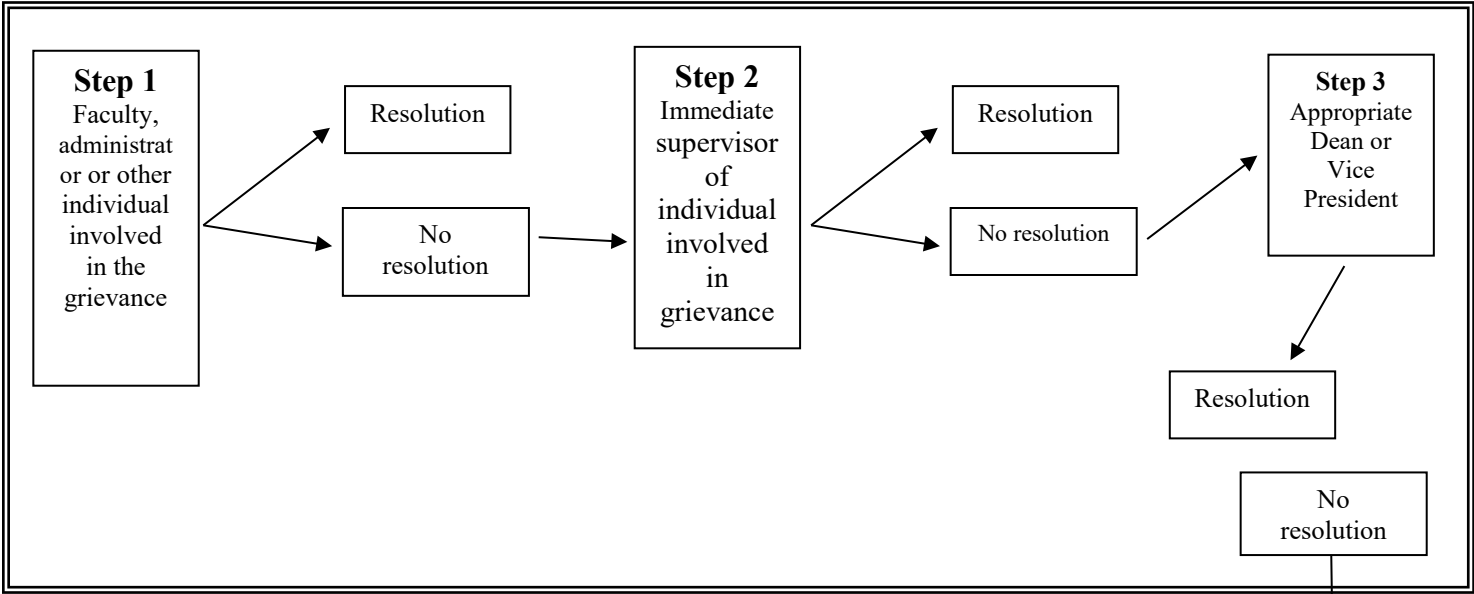 Step 1
Faculty,
administrat
or or other
individual
involved
in the
grievance
Resolution
No
resolution
Step 2
Immediate
supervisor
of
individual
involved
in
grievance
Resolution
No resolution
Step 3
Appropriate
Dean or
Vice
President
Resolution
No
resolution